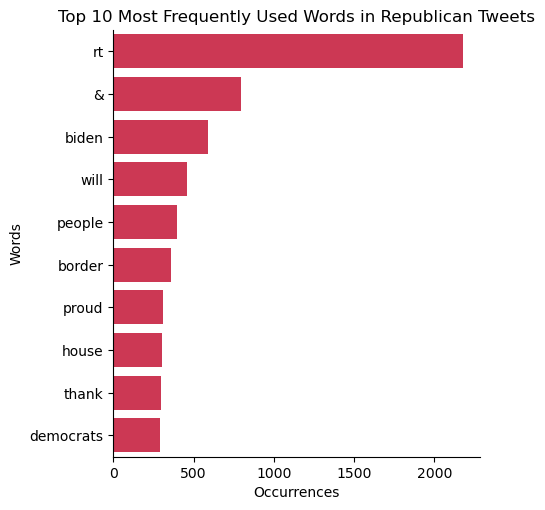 Top 10 Most Frequently Used Words in Republican Tweets
rt
&
biden
will
people
border
proud
house
thank
democrats
Words
0 500 1000 1500 2000
Occurrences